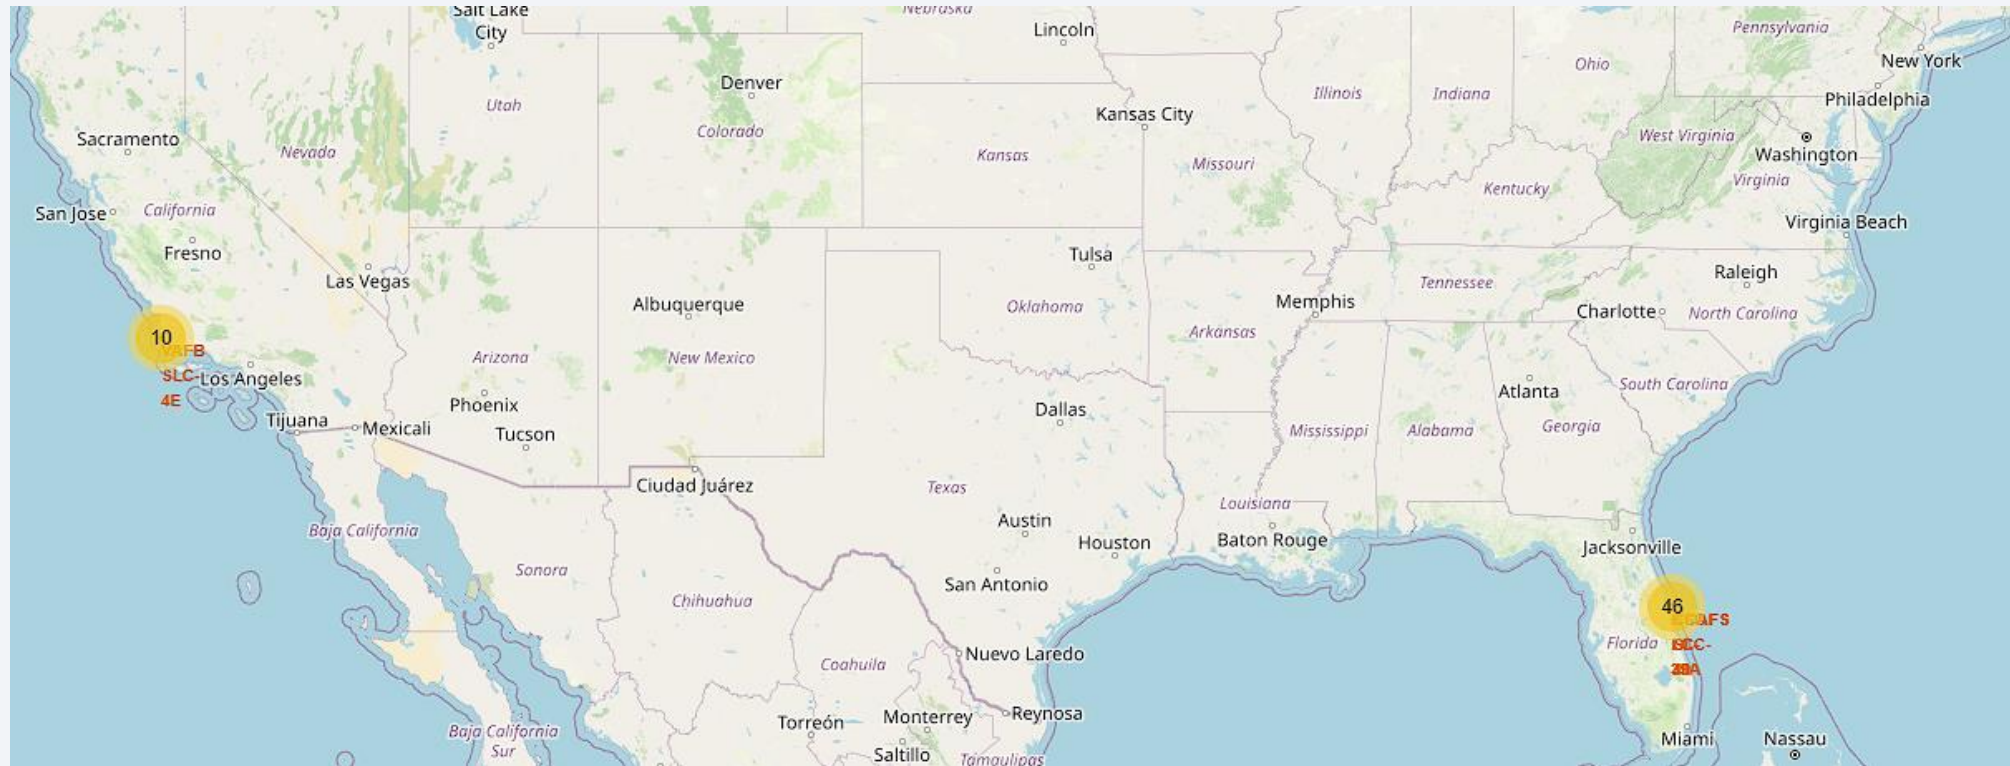 Salt Lake
City
Nebraska
Lincoln
Pennsylvania
New York
Ohio
Denver
Utah
Illinois
Indiana
Philadelphia
Kansas City
Colorado
Sacramento
Nevada
Kansas
Missouri
West Virginia
Washington
Virginia
Kentucky
San Jose
California
Virginia Beach
Fresno
Tulsa
Las Vegas
Raleigh
Tennessee
Albuquerque
Oklahoma
Memphis
Charlotte
North Carolina
Arkansas
10
VAFB
SLC-
4E
Los Angeles
Arizona
New Mexico
South Carolina
Atlanta
Phoenix
Dallas
Tijuana
Mexicali
Tucson
Mississippi
Alabama
Georgia
Ciudad Juárez
Texas
Louisiana
Baja California
Austin
Houston
Baton Rouge
Jacksonville
Sonora
San Antonio
Chihuahua
46
Florida
Coahuila
Nuevo Laredo
Torreón
Monterrey
Reynosa
Baja California
Sur
Saltillo
Tamaulipas
Miami
Nassau